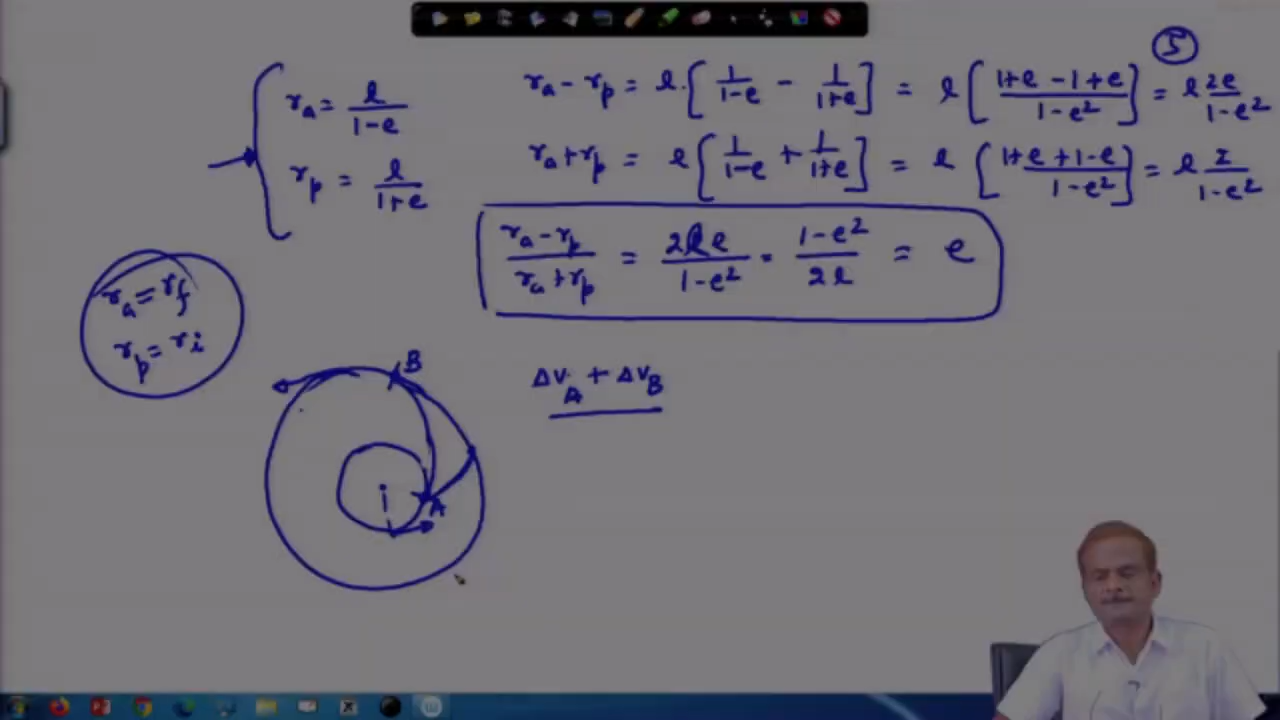 5
r_a = l/(1-e)
r_a - r_p = l.[1/(1-e) - 1/(1+e)] = l[(1+e-1+e)/(1-e²)] = l 2e/(1-e²)
r_p = l/(1+e)
r_a + r_p = l[1/(1-e) + 1/(1+e)] = l[(1+e+1-e)/(1-e²)] = l 2/(1-e²)
(r_a - r_p)/(r_a + r_p) = 2le/(1-e²) · (1-e²)/2l = e
r_a = r_f
r_p = r_i
B
Δv_A + Δv_B
A